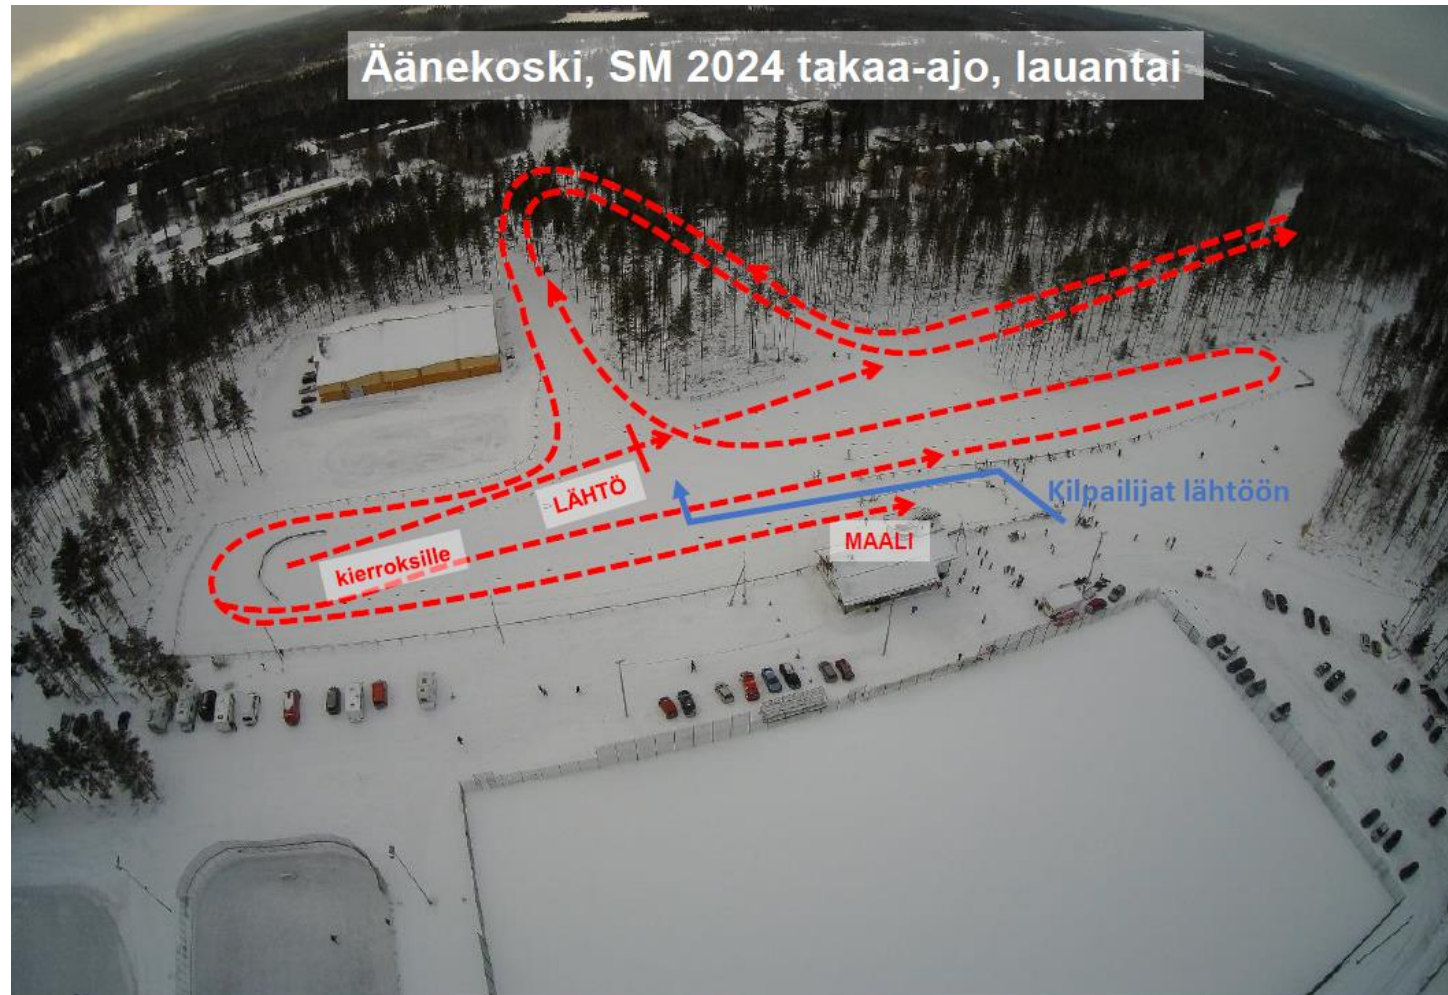 Äänekoski, SM 2024 takaa-ajo, lauantai
LÄHTÖ
Kilpailijat lähtöön
MAALI
kierroksille